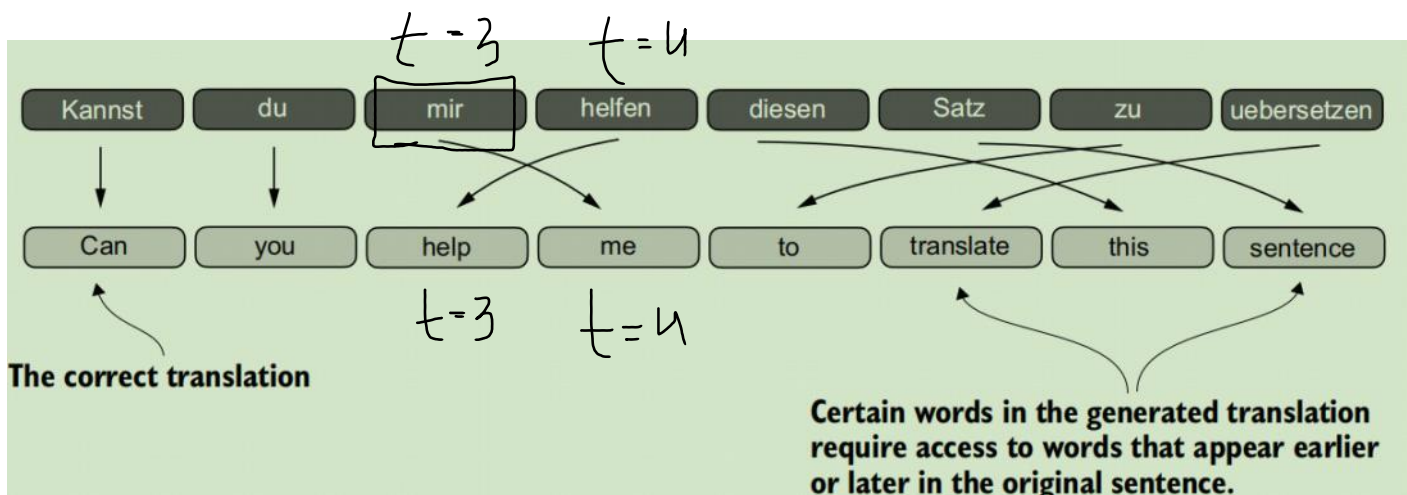 t=3 t=4
Kannst du mir helfen diesen Satz zu uebersetzen
Can you help me to translate this sentence
t=3 t=4
The correct translation
Certain words in the generated translation
require access to words that appear earlier
or later in the original sentence.